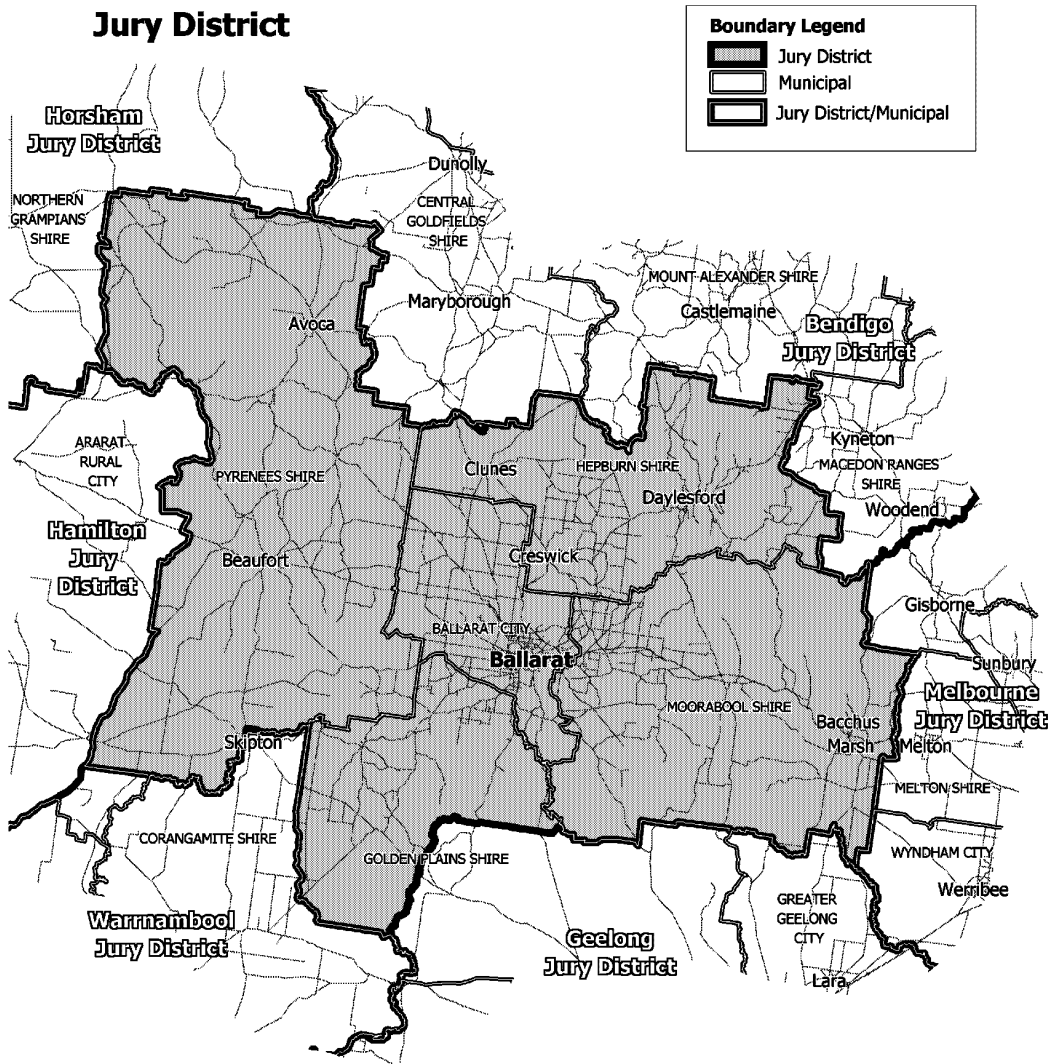 Jury District
Boundary Legend
Jury District
Municipal
Jury District/Municipal
Horsham
Jury District
NORTHERN
GRAMPIANS
SHIRE
Dunolly
CENTRAL
GOLDFIELDS
SHIRE
Maryborough
MOUNT ALEXANDER SHIRE
Castlemaine
Bendigo
Jury District
Avoca
ARARAT
RURAL
CITY
PYRENEES SHIRE
Clunes
HEPBURN SHIRE
Daylesford
Kyneton
MACEDON RANGES
SHIRE
Woodend
Hamilton
Jury
District
Beaufort
Creswick
Gisborne
BALLARAT CITY
Ballarat
Sunbury
Melbourne
Jury District
MOORABOOL SHIRE
Bacchus
Marsh
Melton
Skipton
MELTON SHIRE
CORANGAMITE SHIRE
GOLDEN PLAINS SHIRE
WYNDHAM CITY
Werribee
GREATER
GEELONG
CITY
Warrnambool
Jury District
Geelong
Jury District
Lara